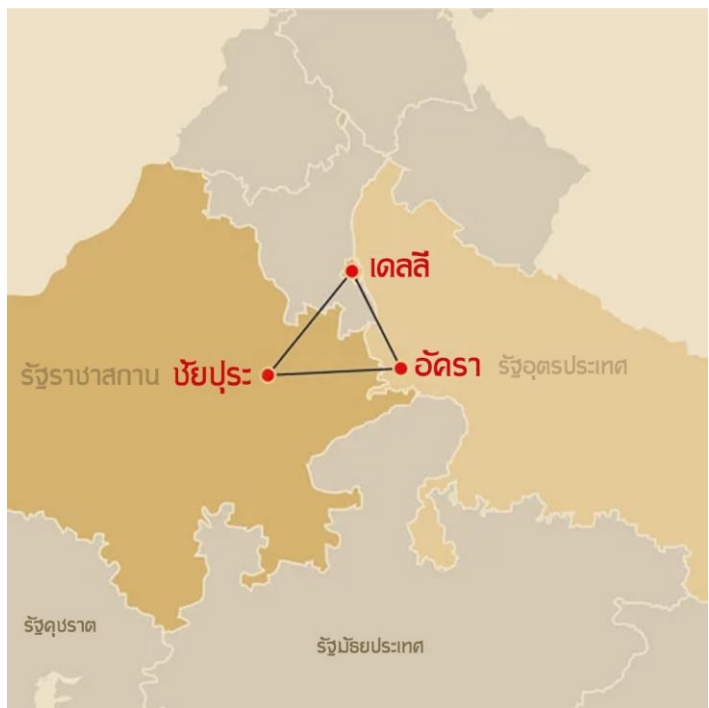 เดลลี
รัฐราชาสถาน ชัยปุระ
อัครา รัฐอุตรประเทศ
รัฐคุชราต
รัฐมัธยประเทศ